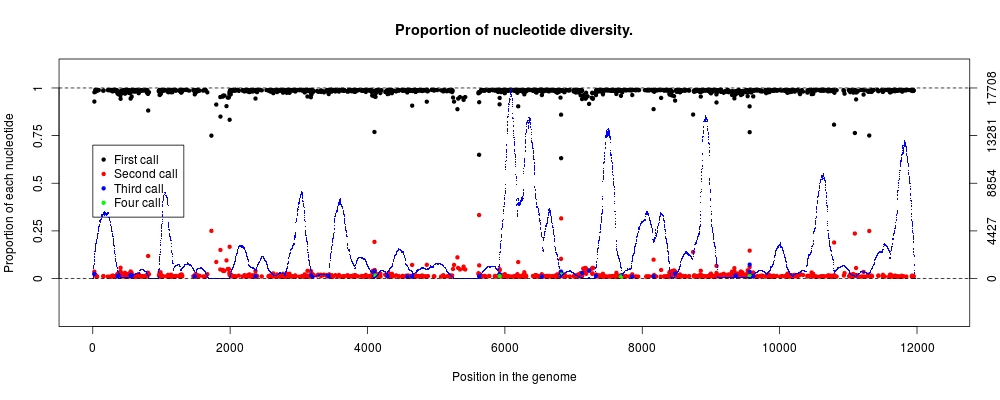 Proportion of nucleotide diversity.
Proportion of each nucleotide
1
0.75
0.5
0.25
0
First call
Second call
Third call
Four call
17708
13281
8854
4427
0
0
2000
4000
6000
8000
10000
12000
Position in the genome